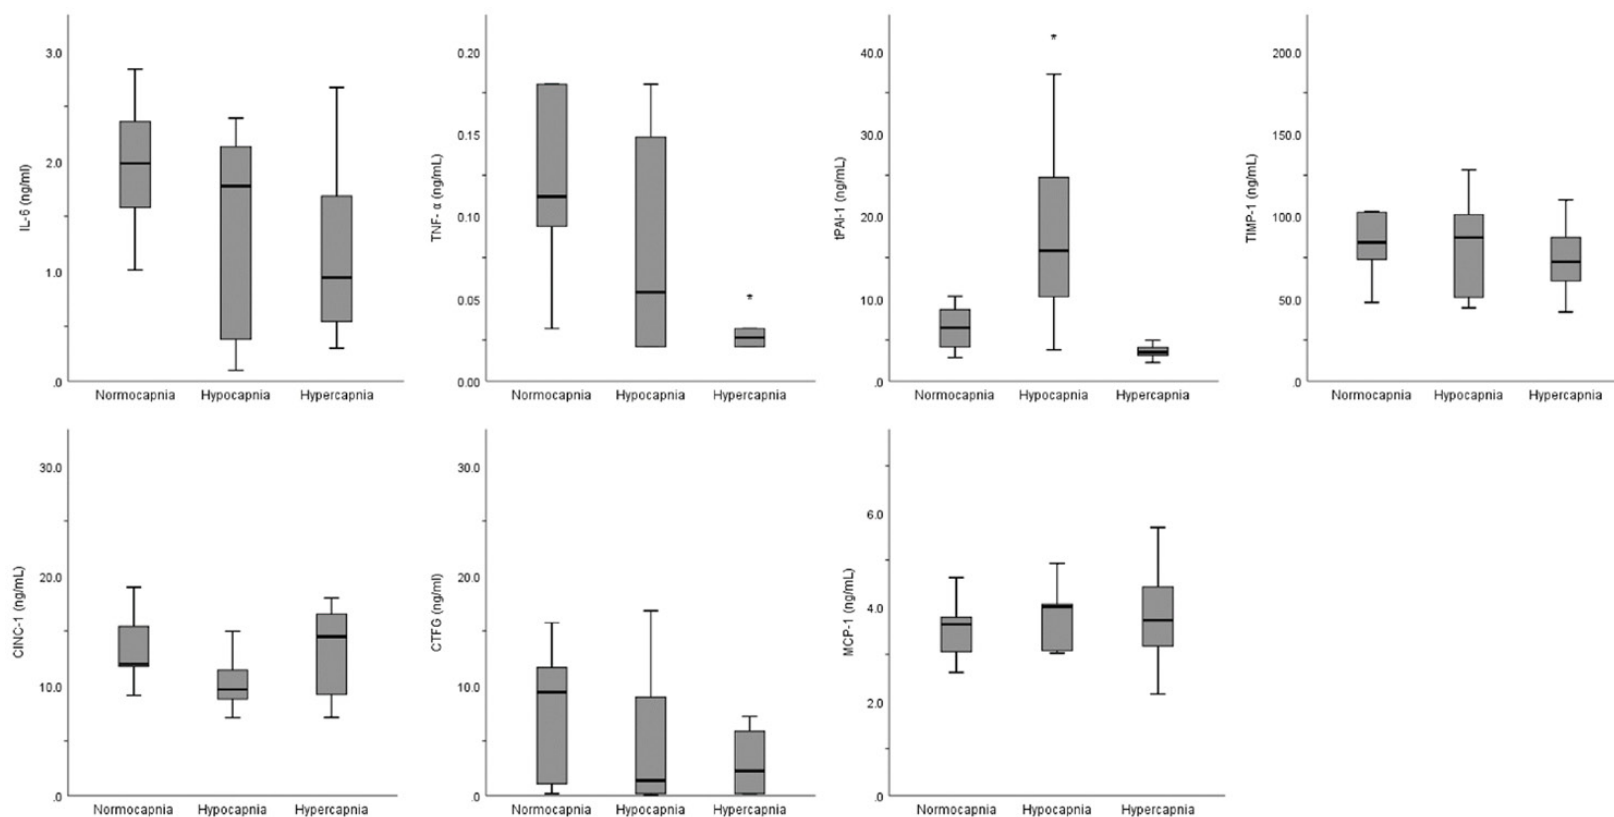 IL-6 (ng/ml)
3.0
2.0
1.0
.0
Normocapnia Hypocapnia Hypercapnia
TNF- α (ng/mL)
0.20
0.15
0.10
0.05
0.00
*
Normocapnia Hypocapnia Hypercapnia
tPAI-1 (ng/mL)
40.0
30.0
20.0
10.0
.0
*
Normocapnia Hypocapnia Hypercapnia
TIMP-1 (ng/mL)
200.0
150.0
100.0
50.0
.0
Normocapnia Hypocapnia Hypercapnia
CINC-1 (ng/mL)
30.0
20.0
10.0
.0
Normocapnia Hypocapnia Hypercapnia
CTFG (ng/ml)
30.0
20.0
10.0
.0
Normocapnia Hypocapnia Hypercapnia
MCP-1 (ng/mL)
6.0
4.0
2.0
.0
Normocapnia Hypocapnia Hypercapnia